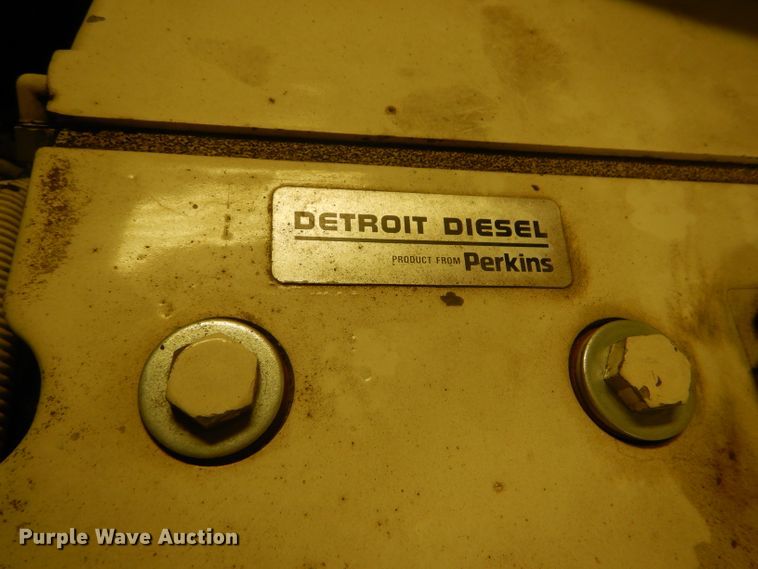 DETROIT DIESEL
PRODUCT FROM Perkins
Purple Wave Auction